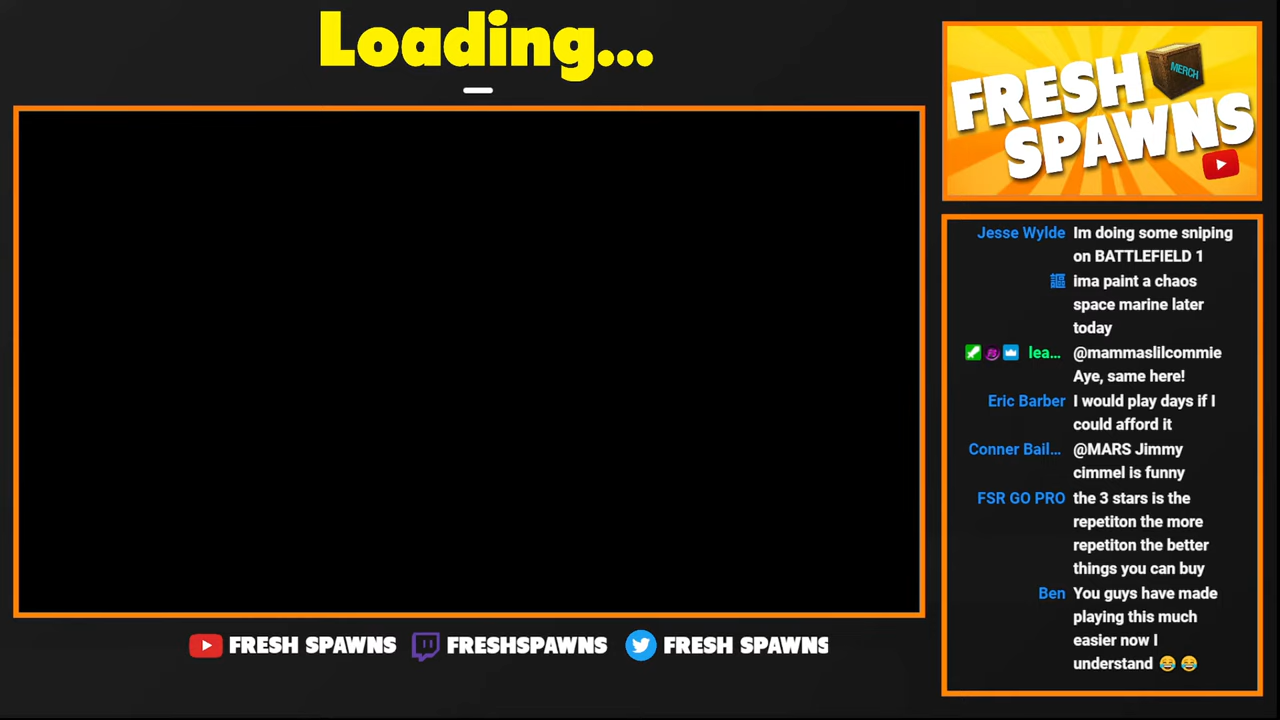 Loading...
FRESH
MERCH
SPAWNS
Jesse Wylde Im doing some sniping
on BATTLEFIELD 1
謳 ima paint a chaos
space marine later
today
lea... @mammaslilcommie
Aye, same here!
Eric Barber I would play days if I
could afford it
Conner Bail... @MARS Jimmy
cimmel is funny
FSR GO PRO the 3 stars is the
repetiton the more
repetiton the better
things you can buy
Ben You guys have made
playing this much
easier now I
understand 😂 😂
FRESH SPAWNS FRESHSPAWNS FRESH SPAWNS